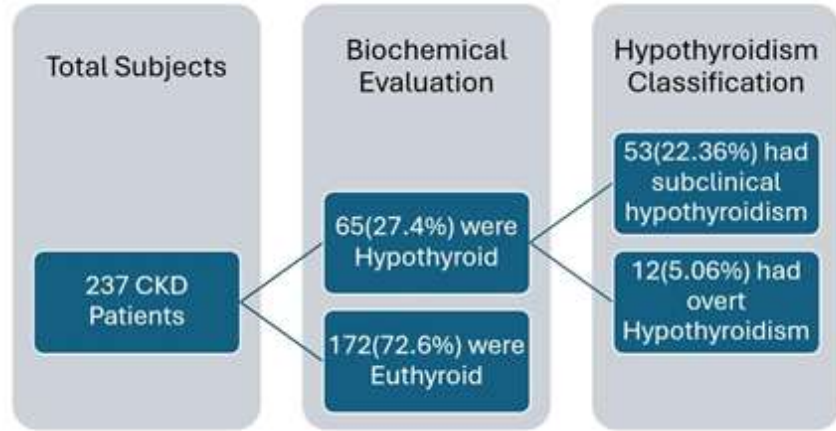 Total Subjects
237 CKD
Patients
Biochemical
Evaluation
65(27.4%) were
Hypothyroid
172(72.6%) were
Euthyroid
Hypothyroidism
Classification
53(22.36%) had
subclinical
hypothyroidism
12(5.06%) had
overt
Hypothyroidism